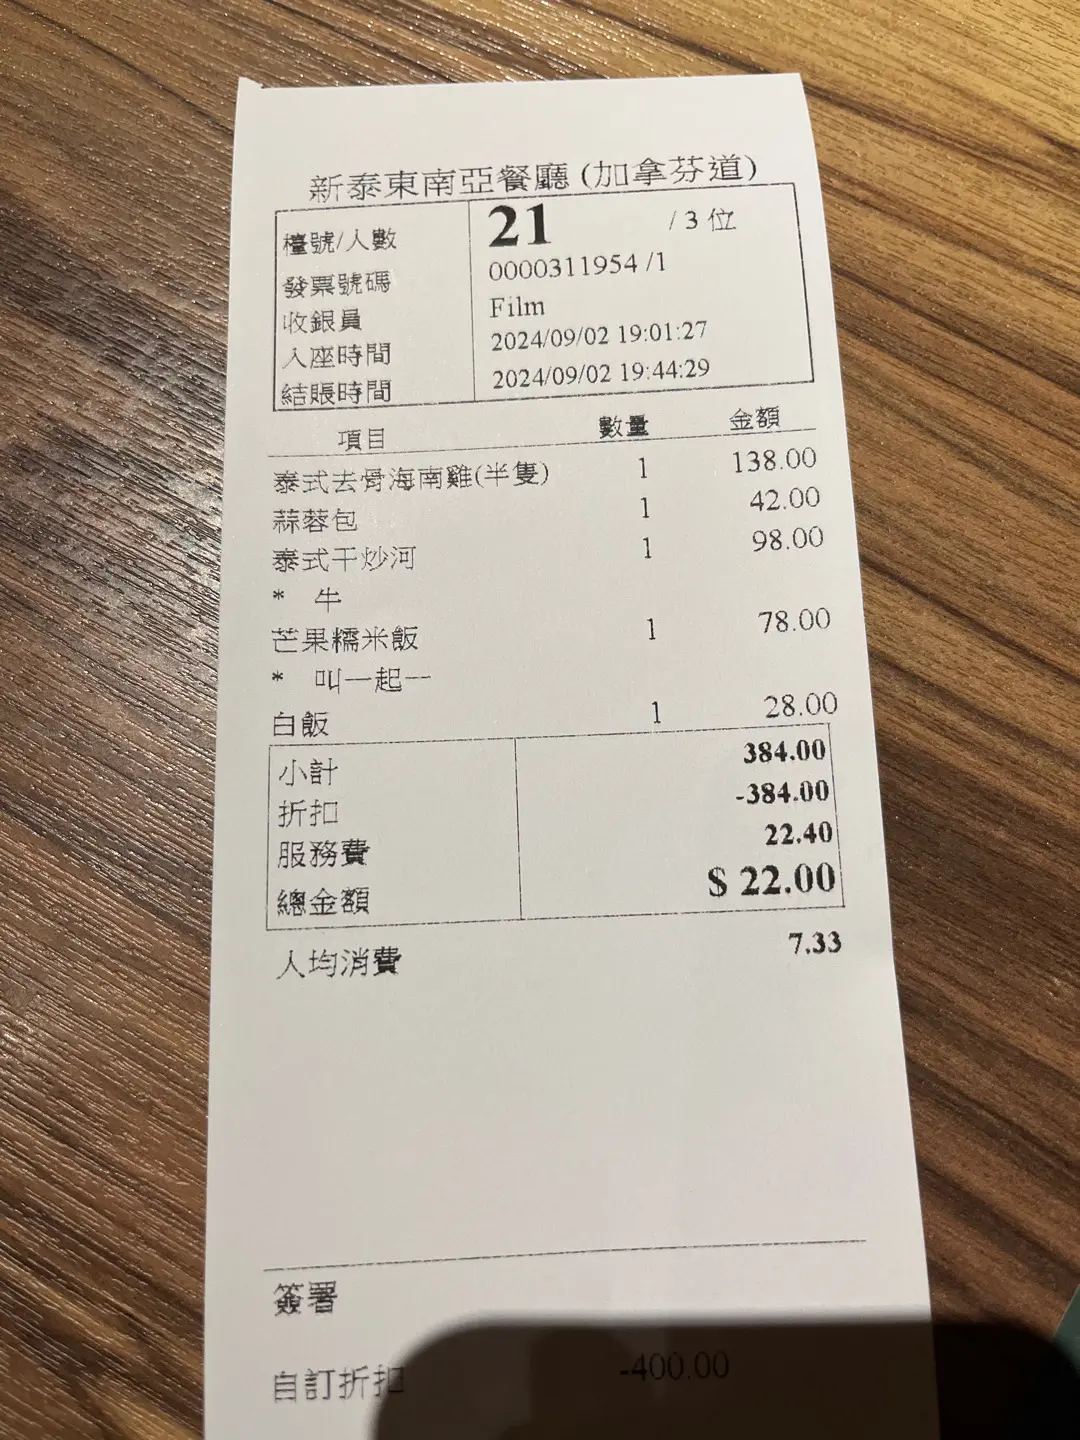 新泰東南亞餐廳 (加拿芬道)
檯號/人數 21 / 3 位
發票號碼 0000311954 /1
收銀員 Film
入座時間 2024/09/02 19:01:27
結賬時間 2024/09/02 19:44:29
項目 數量 金額
泰式去骨海南雞(半隻) 1 138.00
蒜蓉包 1 42.00
泰式干炒河 1 98.00
* 牛
芒果糯米飯 1 78.00
* 叫一起一
白飯 1 28.00
小計 384.00
折扣 -384.00
服務費 22.40
總金額 $ 22.00
人均消費 7.33
簽署
自訂折扣 -400.00